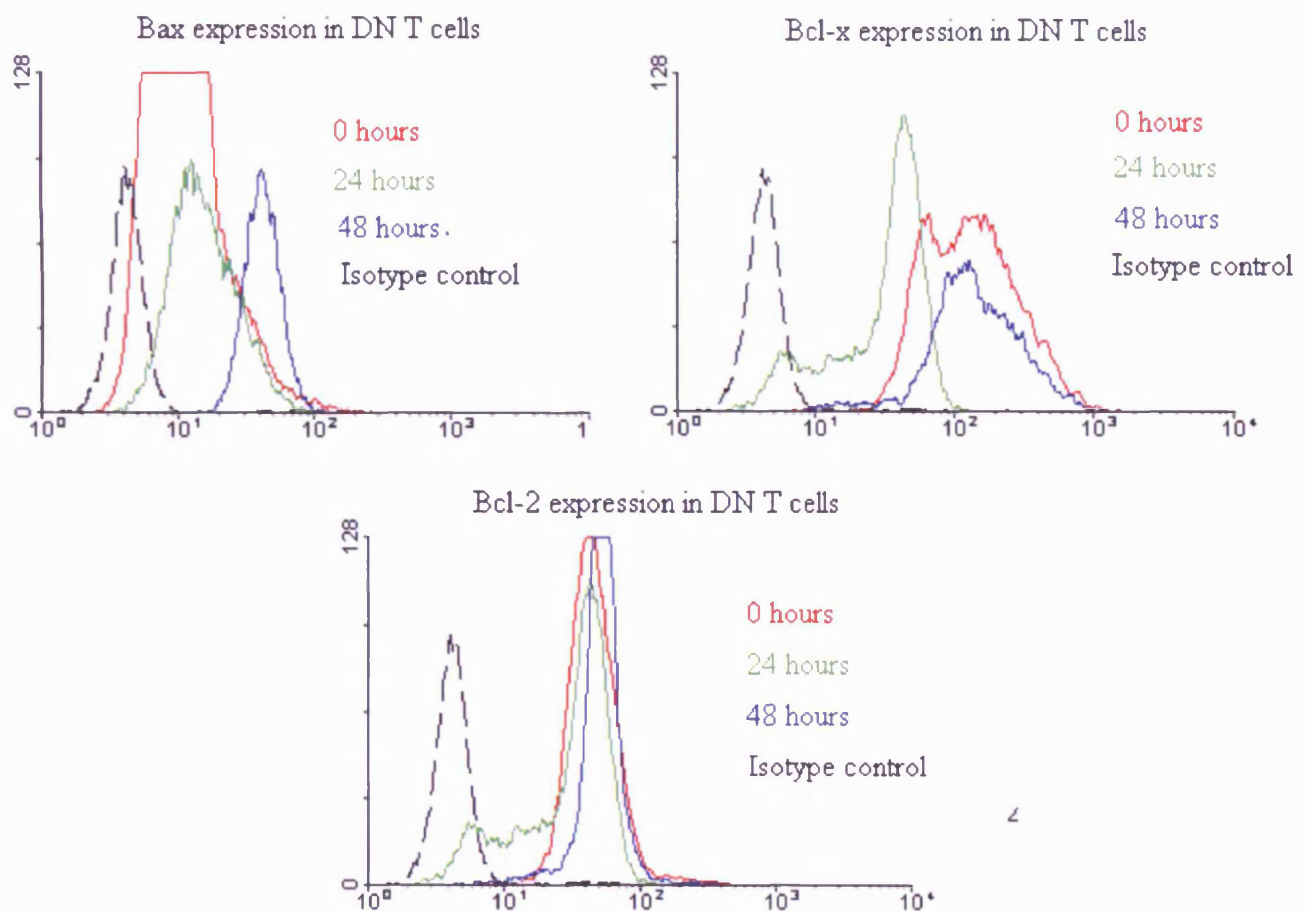 Bax expression in DN T cells
128
0 hours
24 hours
48 hours.
Isotype control
0
10⁰ 10¹ 10² 10³ 1
Bcl-x expression in DN T cells
128
0 hours
24 hours
48 hours
Isotype control
0
10⁰ 10¹ 10² 10³ 10⁴
Bcl-2 expression in DN T cells
128
0 hours
24 hours
48 hours
Isotype control
0
10⁰ 10¹ 10² 10³ 10⁴